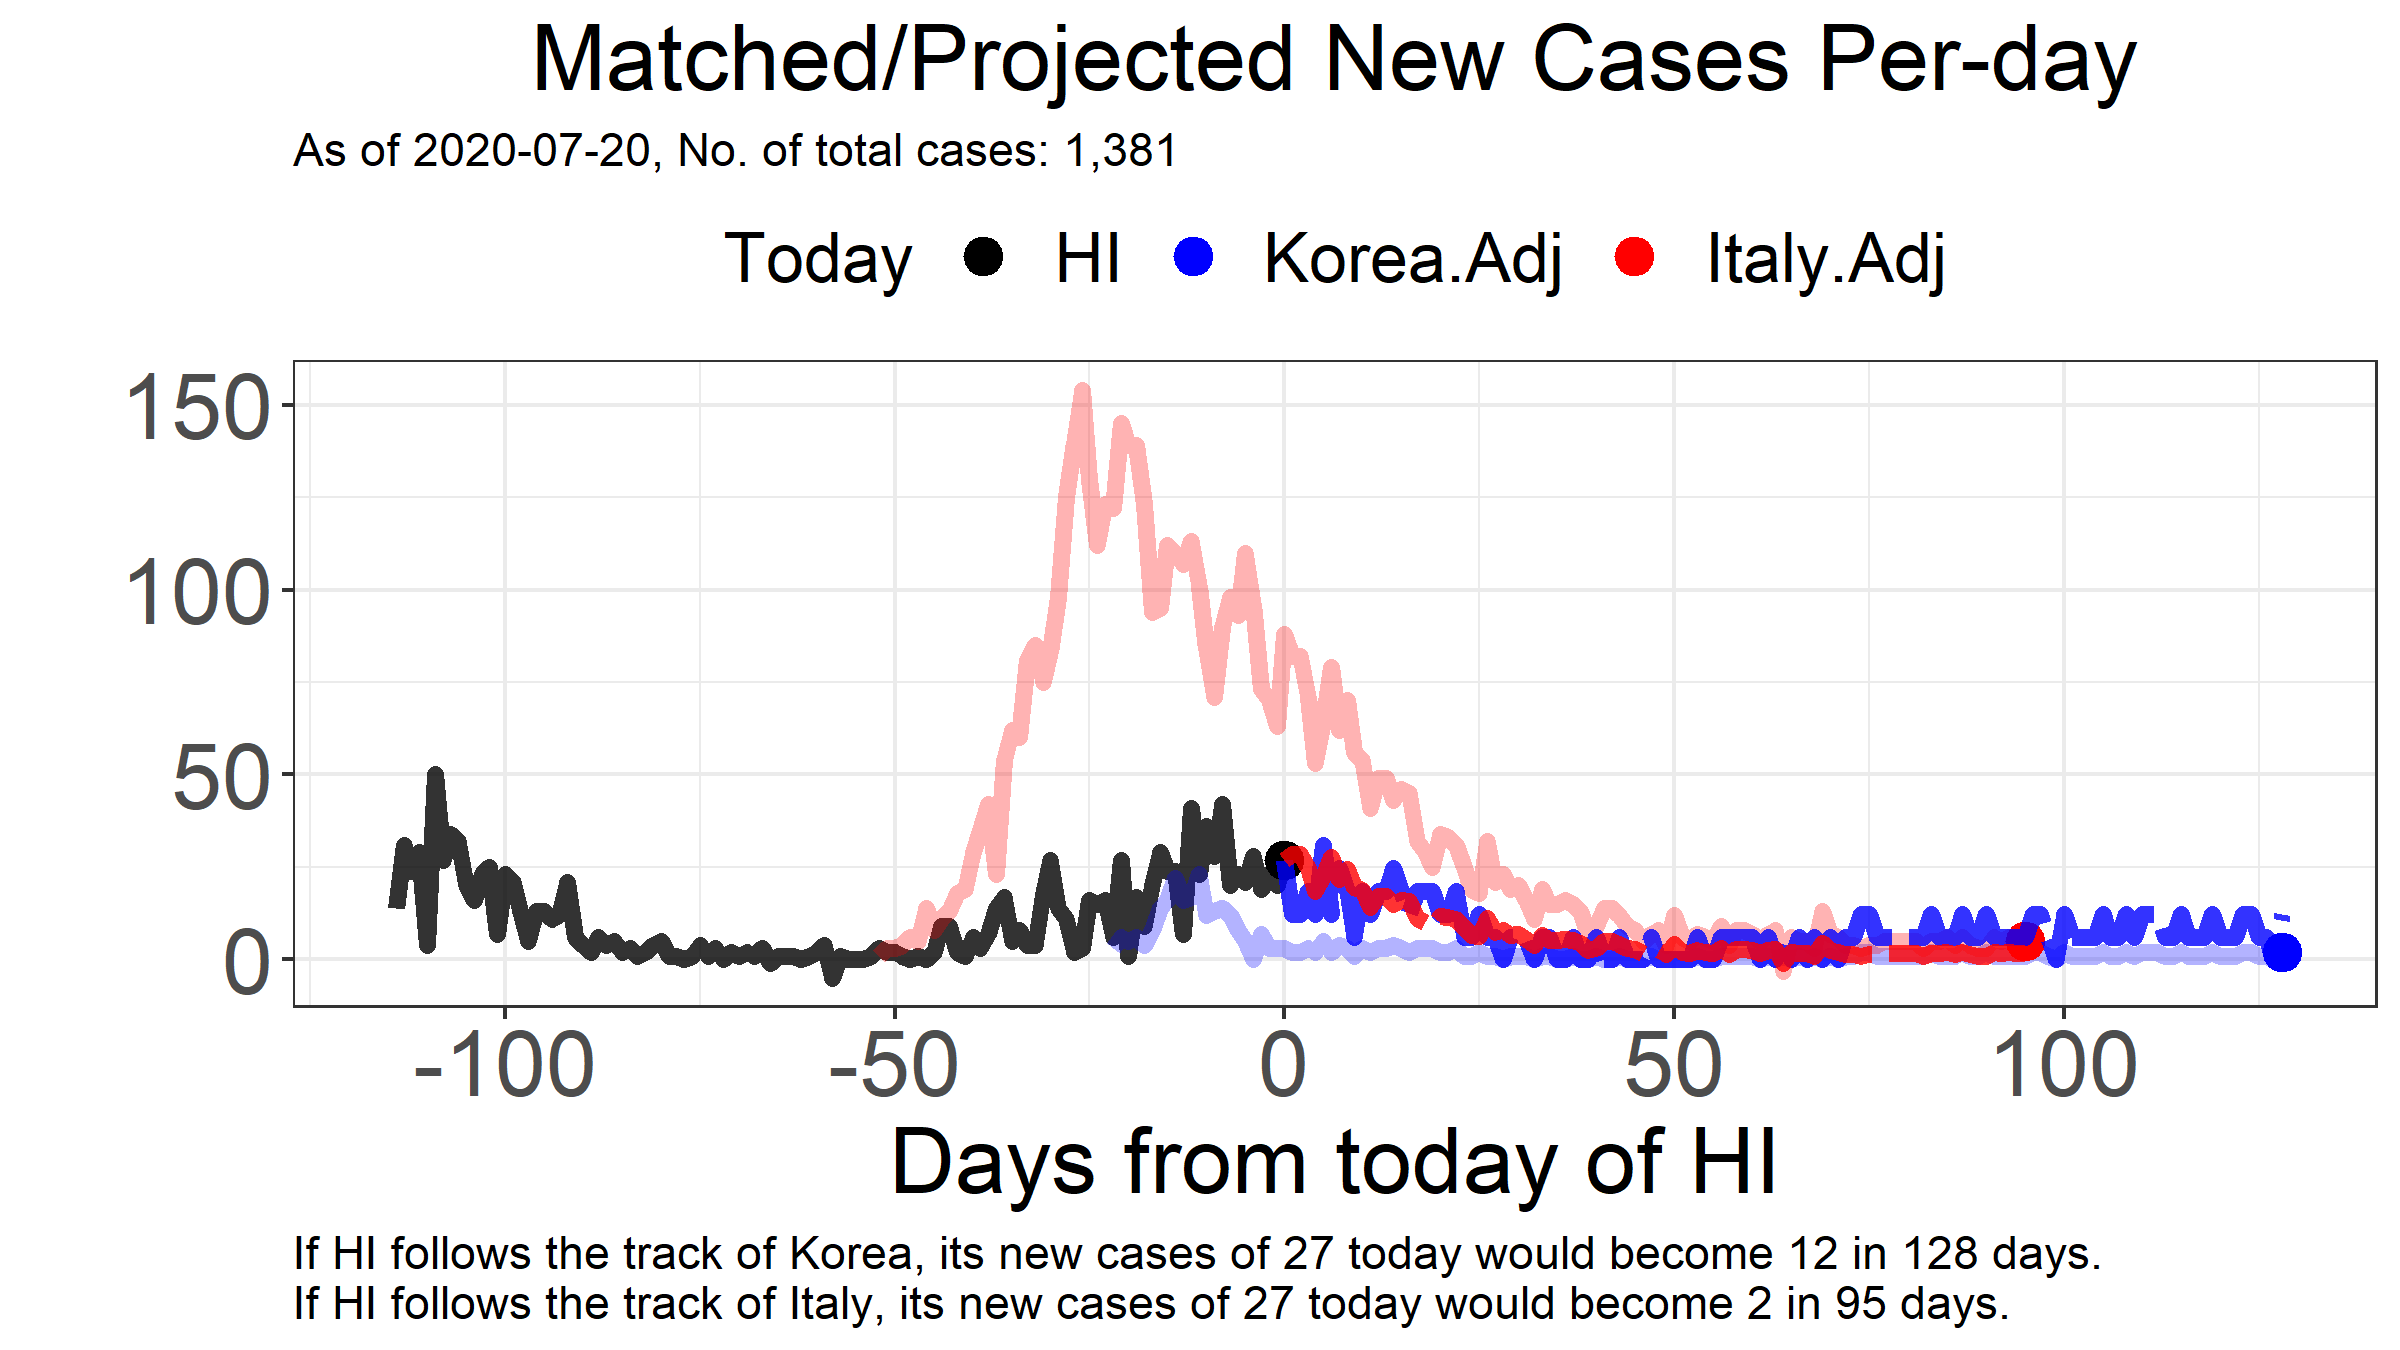 Matched/Projected New Cases Per-day
As of 2020-07-20, No. of total cases: 1,381
Today HI Korea.Adj Italy.Adj
150
100
50
0
-100 -50 0 50 100
Days from today of HI
If HI follows the track of Korea, its new cases of 27 today would become 12 in 128 days.
If HI follows the track of Italy, its new cases of 27 today would become 2 in 95 days.